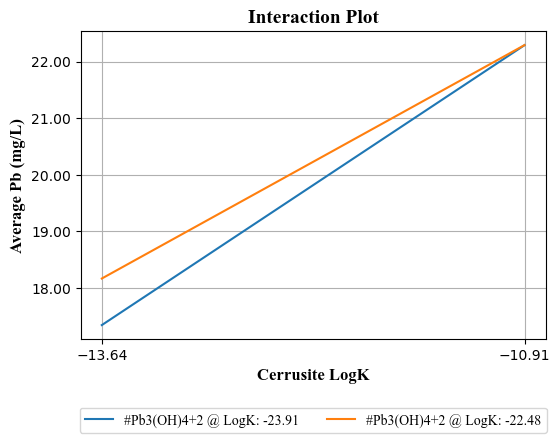 Interaction Plot
Average Pb (mg/L)
22.00
21.00
20.00
19.00
18.00
−13.64
−10.91
Cerrusite LogK
#Pb3(OH)4+2 @ LogK: -23.91
#Pb3(OH)4+2 @ LogK: -22.48